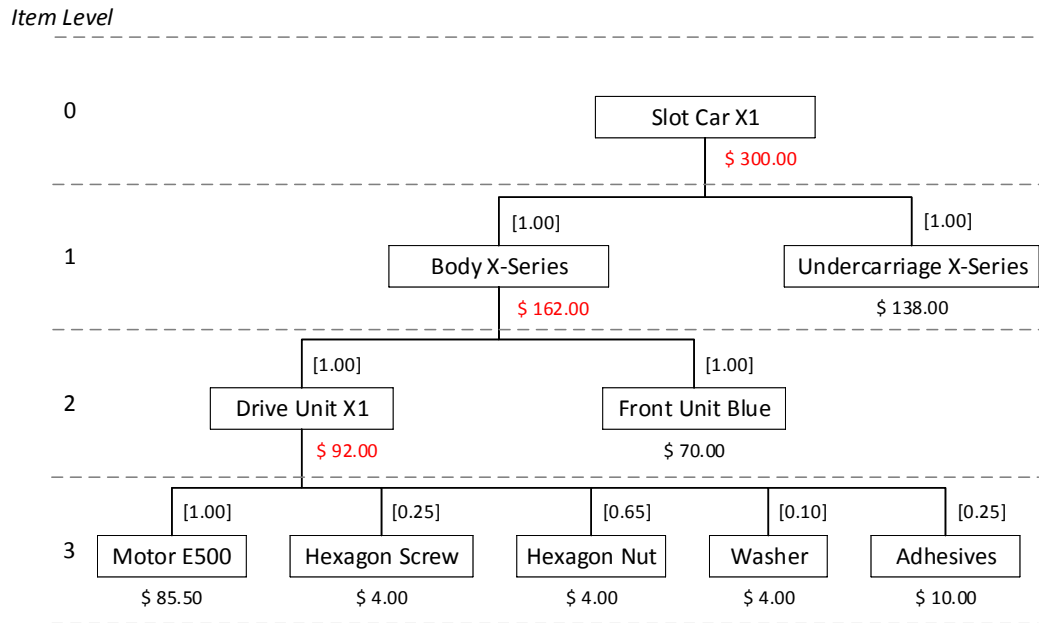 Item Level
0
Slot Car X1
$ 300.00
[1.00]
[1.00]
1
Body X-Series
Undercarriage X-Series
$ 162.00
$ 138.00
[1.00]
[1.00]
2
Drive Unit X1
Front Unit Blue
$ 92.00
$ 70.00
[1.00]
[0.25]
[0.65]
[0.10]
[0.25]
3
Motor E500
Hexagon Screw
Hexagon Nut
Washer
Adhesives
$ 85.50
$ 4.00
$ 4.00
$ 4.00
$ 10.00